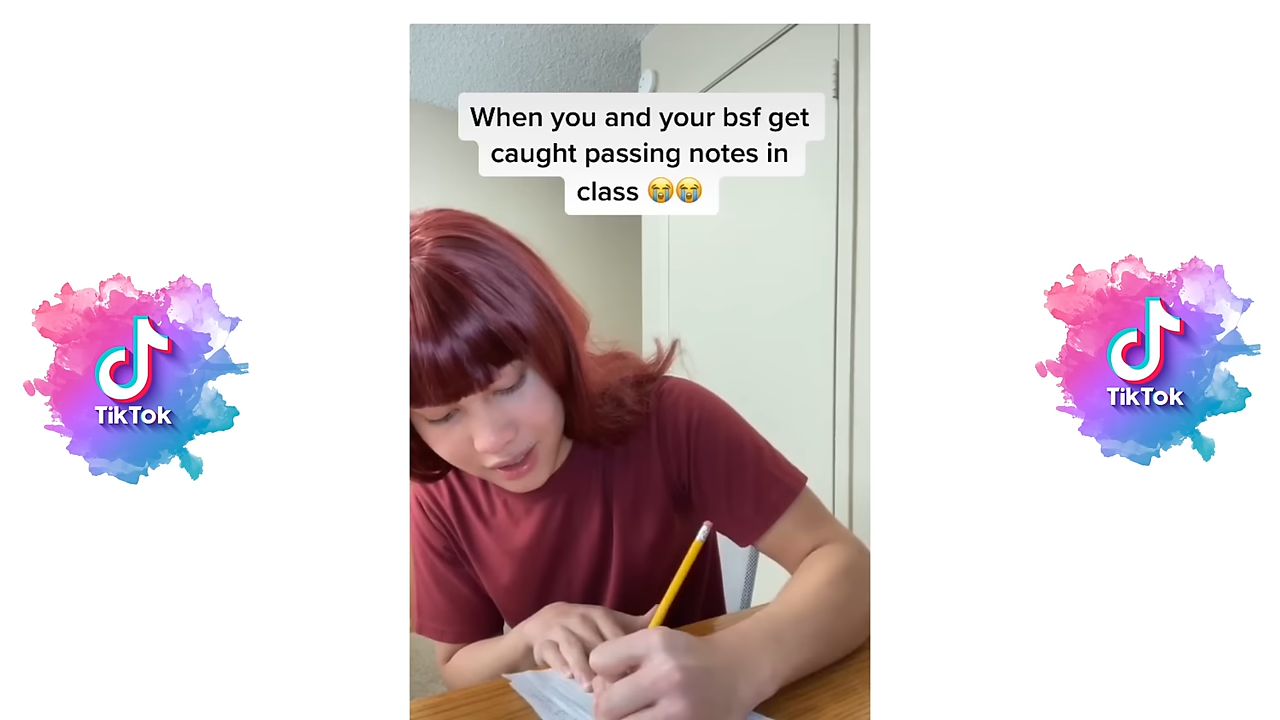 When you and your bsf get
caught passing notes in
class 😭😭
TikTok
TikTok